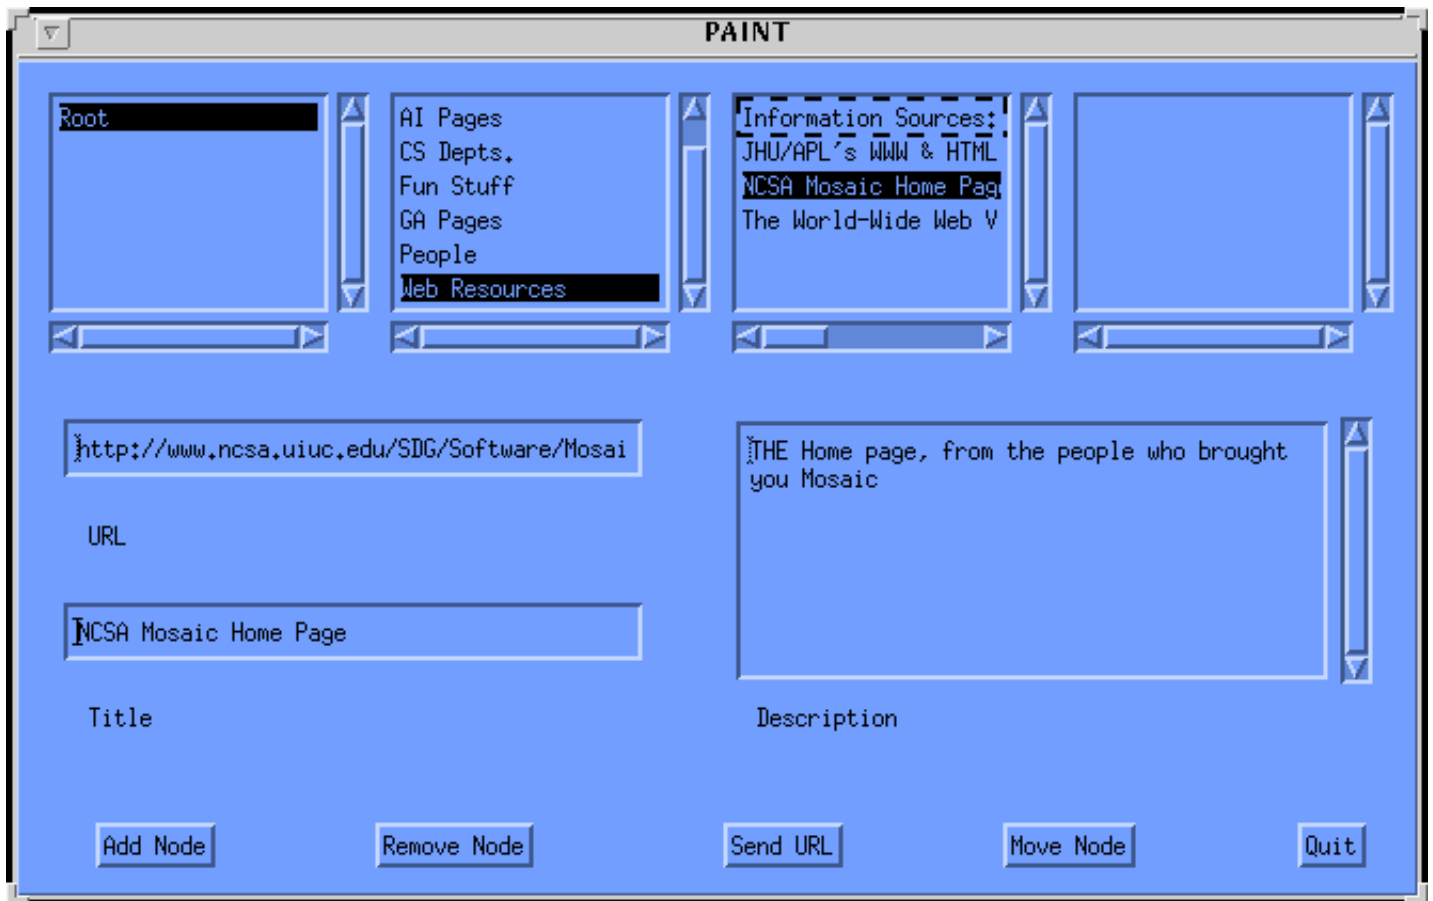 PAINT
Root
AI Pages
CS Depts.
Fun Stuff
GA Pages
People
Web Resources
Information Sources:
JHU/APL's WWW & HTML
NCSA Mosaic Home Pag
The World-Wide Web V
http://www.ncsa.uiuc.edu/SDG/Software/Mosai
URL
NCSA Mosaic Home Page
Title
THE Home page, from the people who brought
you Mosaic
Description
Add Node
Remove Node
Send URL
Move Node
Quit